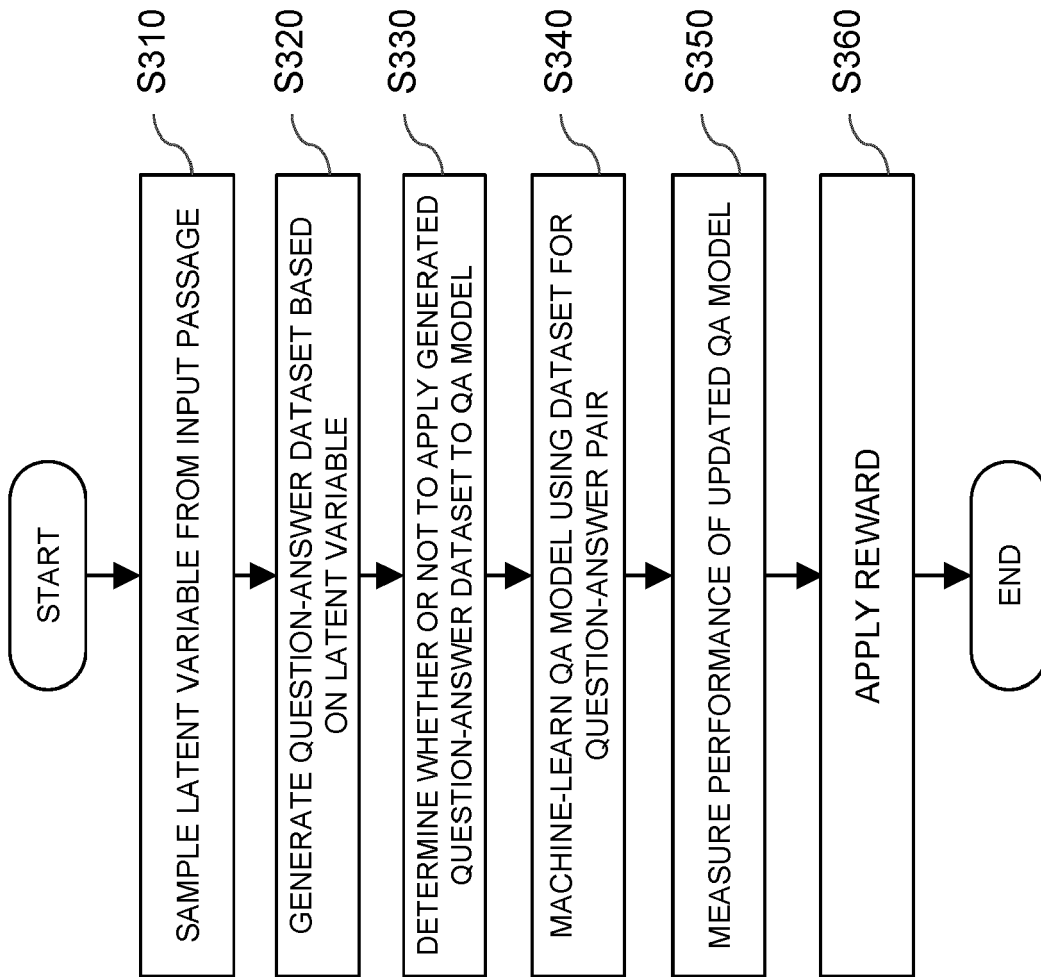 START
SAMPLE LATENT VARIABLE FROM INPUT PASSAGE
S310
GENERATE QUESTION-ANSWER DATASET BASED
ON LATENT VARIABLE
S320
DETERMINE WHETHER OR NOT TO APPLY GENERATED
QUESTION-ANSWER DATASET TO QA MODEL
S330
MACHINE-LEARN QA MODEL USING DATASET FOR
QUESTION-ANSWER PAIR
S340
MEASURE PERFORMANCE OF UPDATED QA MODEL
S350
APPLY REWARD
S360
END